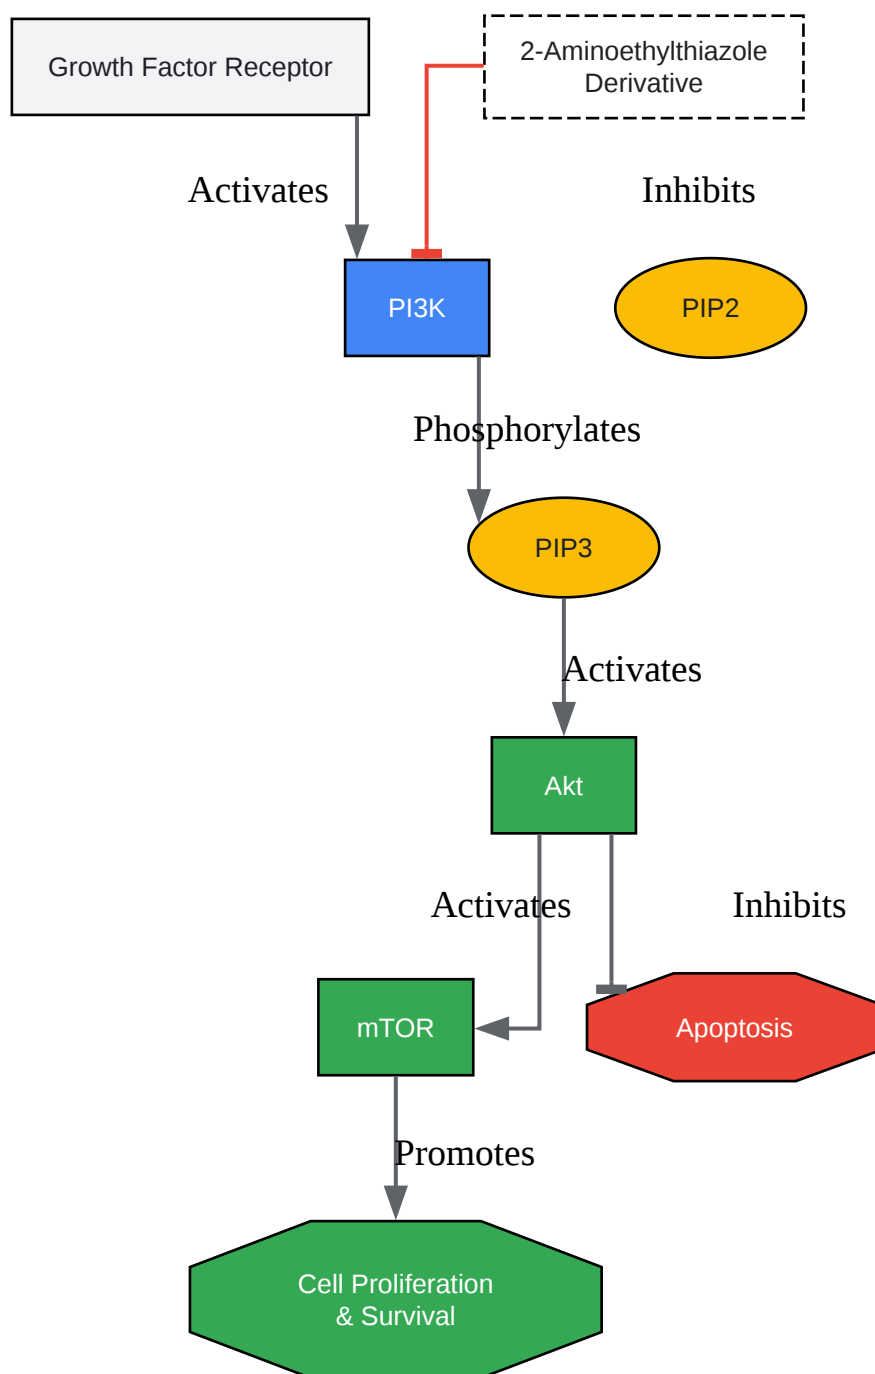 Growth Factor Receptor
2-Aminoethylthiazole
Derivative
Activates
Inhibits
PI3K
PIP2
Phosphorylates
PIP3
Activates
Akt
Activates
Inhibits
mTOR
Apoptosis
Promotes
Cell Proliferation
& Survival